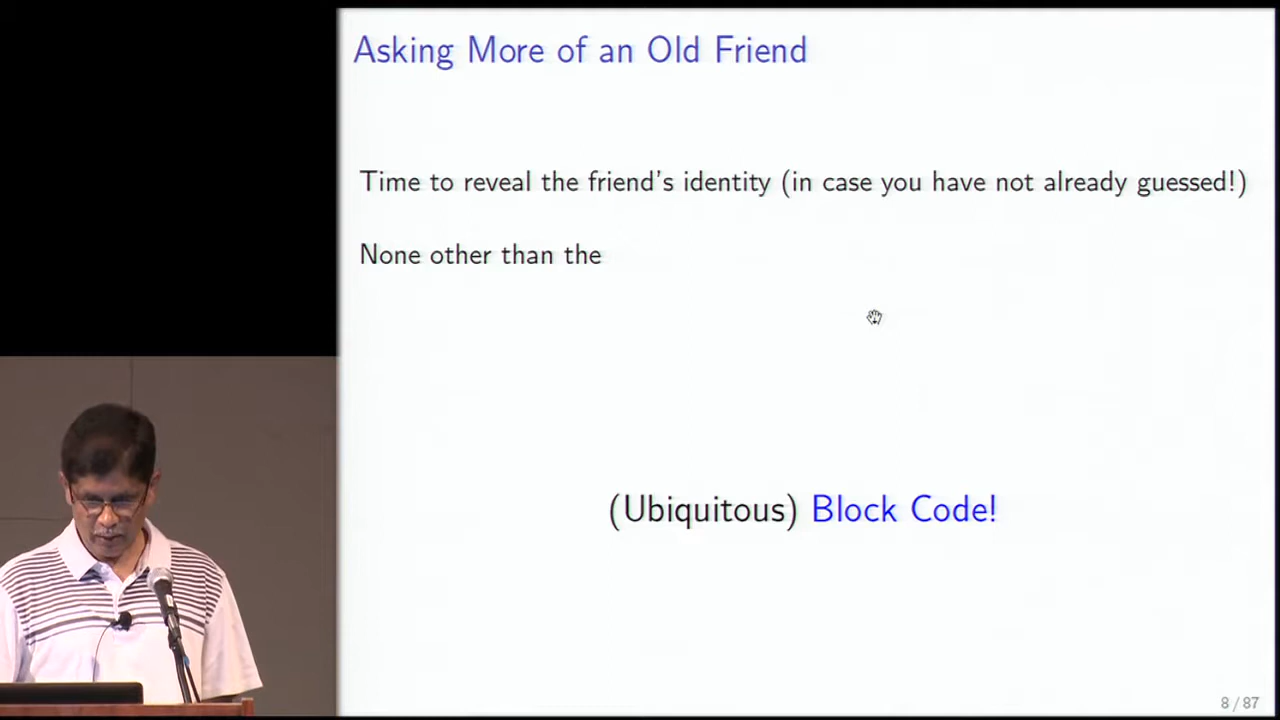 Asking More of an Old Friend
Time to reveal the friend's identity (in case you have not already guessed!)
None other than the
(Ubiquitous) Block Code!
8 / 87